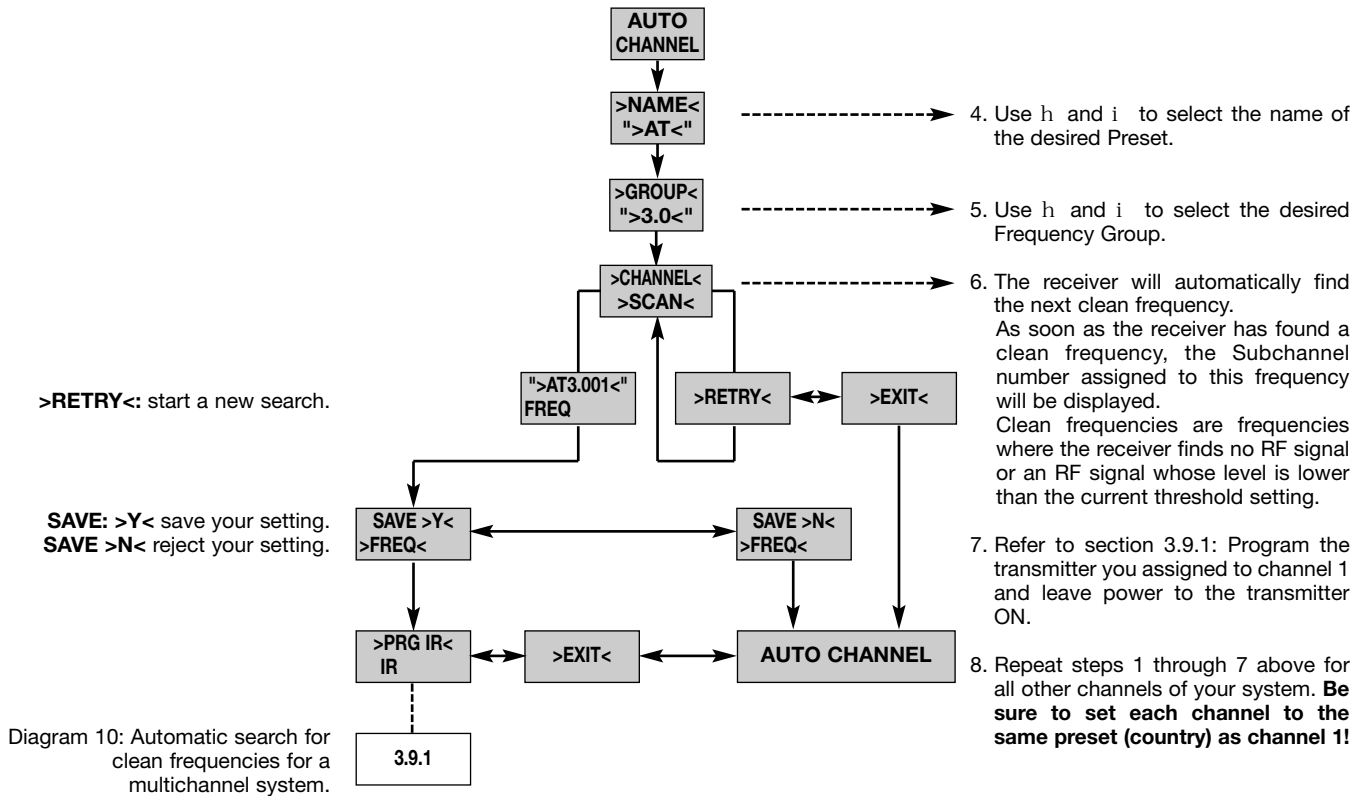 AUTO
CHANNEL
>NAME<
">AT<"
4. Use h and i to select the name of
the desired Preset.
>GROUP<
">3.0<"
5. Use h and i to select the desired
Frequency Group.
>CHANNEL<
>SCAN<
6. The receiver will automatically find
the next clean frequency.
As soon as the receiver has found a
clean frequency, the Subchannel
number assigned to this frequency
will be displayed.
Clean frequencies are frequencies
where the receiver finds no RF signal
or an RF signal whose level is lower
than the current threshold setting.
>RETRY<: start a new search.
">AT3.001<"
FREQ
>RETRY<
>EXIT<
SAVE: >Y< save your setting.
SAVE >N< reject your setting.
SAVE >Y<
>FREQ<
SAVE >N<
>FREQ<
7. Refer to section 3.9.1: Program the
transmitter you assigned to channel 1
and leave power to the transmitter
ON.
>PRG IR<
IR
>EXIT<
AUTO CHANNEL
8. Repeat steps 1 through 7 above for
all other channels of your system. Be
sure to set each channel to the
same preset (country) as channel 1!
Diagram 10: Automatic search for
clean frequencies for a
multichannel system.
3.9.1